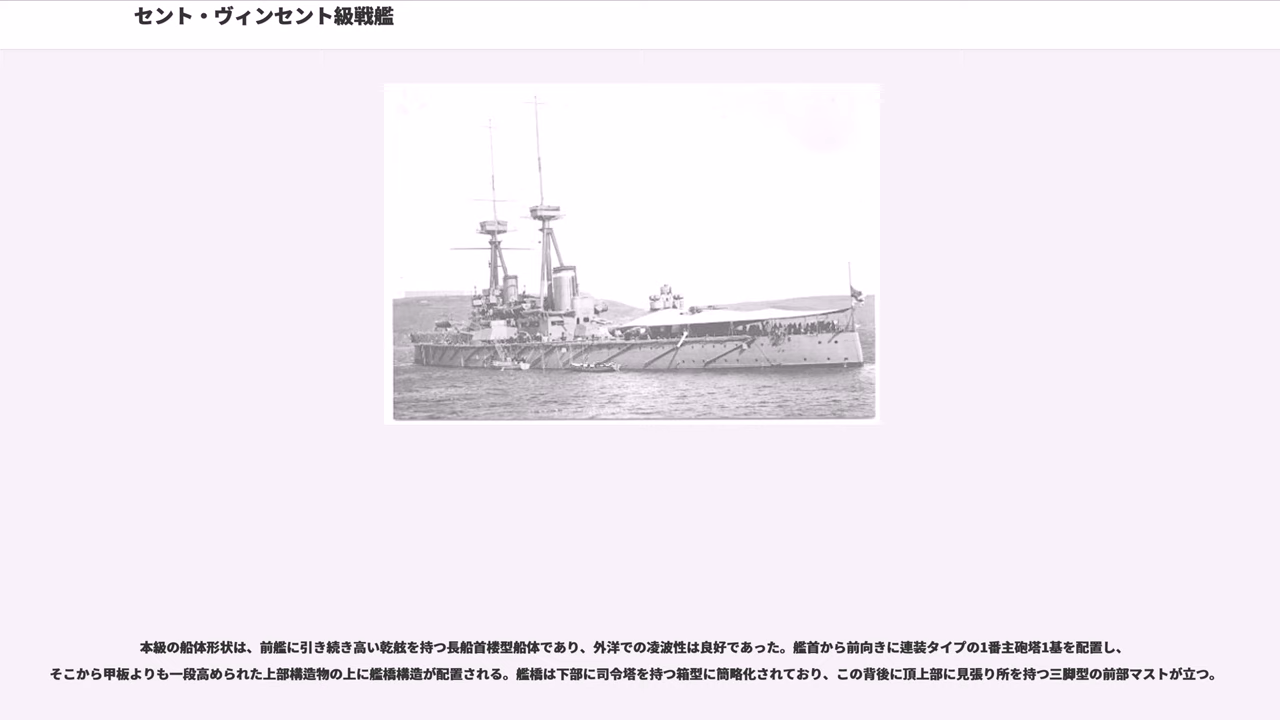 セント・ヴィンセント級戦艦
本級の船体形状は、前艦に引き続き高い乾舷を持つ長船首楼型船体であり、外洋での凌波性は良好であった。艦首から前向きに連装タイプの1番主砲塔1基を配置し、
そこから甲板よりも一段高められた上部構造物の上に艦橋構造が配置される。艦橋は下部に司令塔を持つ箱型に簡略化されており、この背後に頂上部に見張り所を持つ三脚型の前部マストが立つ。